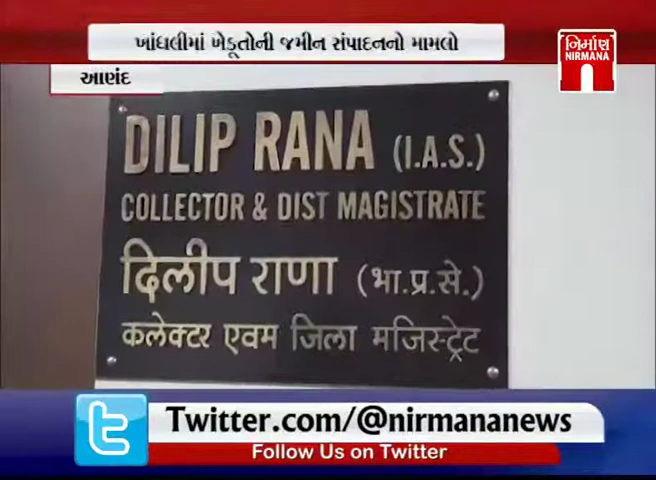 ખાંધલીમાં ખેડૂતોની જમીન સંપાદનનો મામલો
નિર્માણ
NIRMANA
આણંદ
DILIP RANA (I.A.S.)
COLLECTOR & DIST MAGISTRATE
दिलीप राणा (भा.प्र.से.)
कलेक्टर एवम जिला मजिस्ट्रेट
Twitter.com/@nirmananews
Follow Us on Twitter